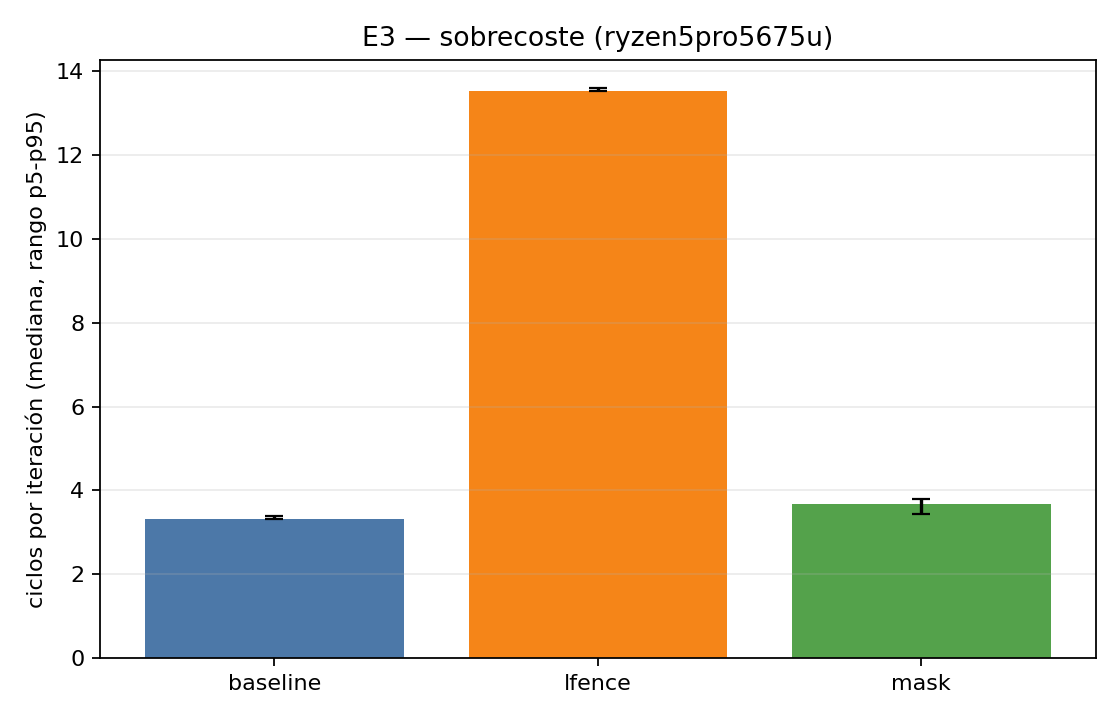 E3 — sobrecoste (ryzen5pro5675u)
ciclos por iteración (mediana, rango p5-p95)
14
12
10
8
6
4
2
0
baseline
lfence
mask